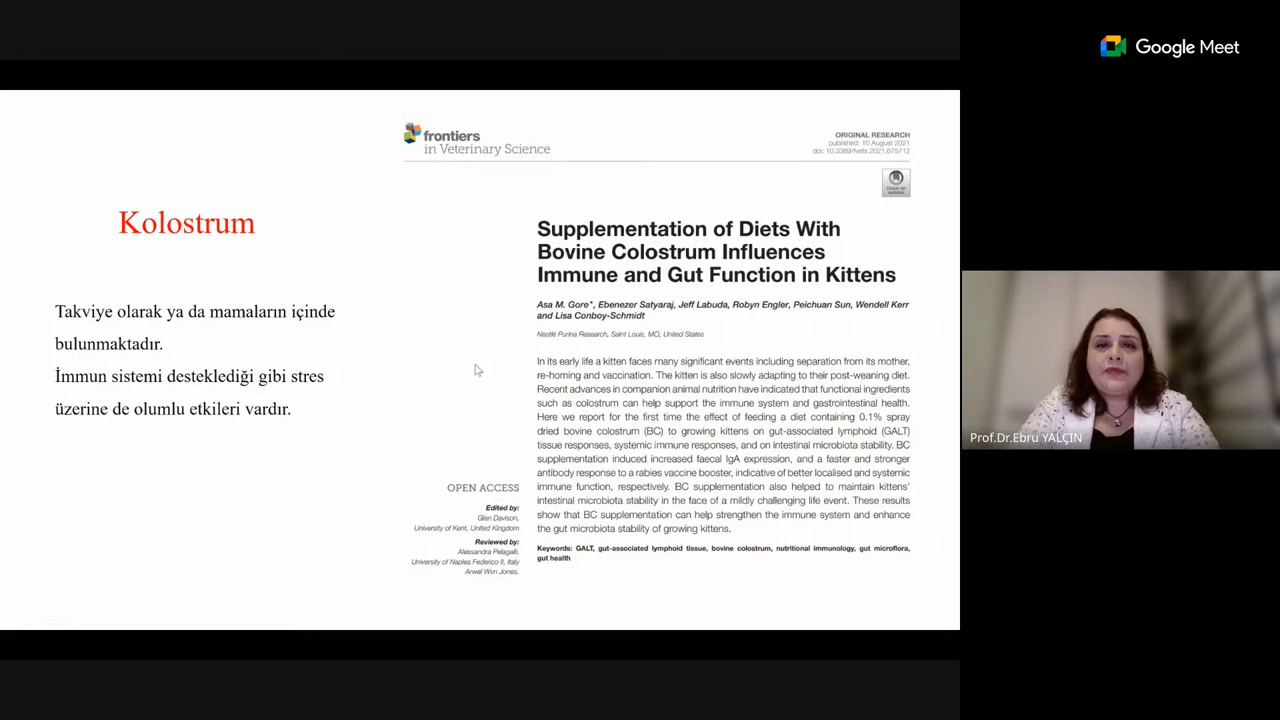 Google Meet
frontiers
in Veterinary Science
ORIGINAL RESEARCH
published: 10 August 2021
doi: 10.3389/fvets.2021.675712
Check for
updates
Kolostrum
Takviye olarak ya da mamaların içinde
bulunmaktadır.
İmmun sistemi desteklediği gibi stres
üzerine de olumlu etkileri vardır.
Supplementation of Diets With
Bovine Colostrum Influences
Immune and Gut Function in Kittens
Asa M. Gore*, Ebenezer Satyaraj, Jeff Labuda, Robyn Engler, Peichuan Sun, Wendell Kerr
and Lisa Conboy-Schmidt
Nestlé Purina Research, Saint Louis, MO, United States
In its early life a kitten faces many significant events including separation from its mother,
re-homing and vaccination. The kitten is also slowly adapting to their post-weaning diet.
Recent advances in companion animal nutrition have indicated that functional ingredients
such as colostrum can help support the immune system and gastrointestinal health.
Here we report for the first time the effect of feeding a diet containing 0.1% spray
dried bovine colostrum (BC) to growing kittens on gut-associated lymphoid (GALT)
tissue responses, systemic immune responses, and on intestinal microbiota stability. BC
supplementation induced increased faecal IgA expression, and a faster and stronger
antibody response to a rabies vaccine booster, indicative of better localised and systemic
immune function, respectively. BC supplementation also helped to maintain kittens'
intestinal microbiota stability in the face of a mildly challenging life event. These results
show that BC supplementation can help strengthen the immune system and enhance
the gut microbiota stability of growing kittens.
Keywords: GALT, gut-associated lymphoid tissue, bovine colostrum, nutritional immunology, gut microflora,
gut health
OPEN ACCESS
Edited by:
Glen Davison,
University of Kent, United Kingdom
Reviewed by:
Alessandra Pelagalli,
University of Naples Federico II, Italy
Arwel Wyn Jones,
Prof.Dr.Ebru YALÇIN